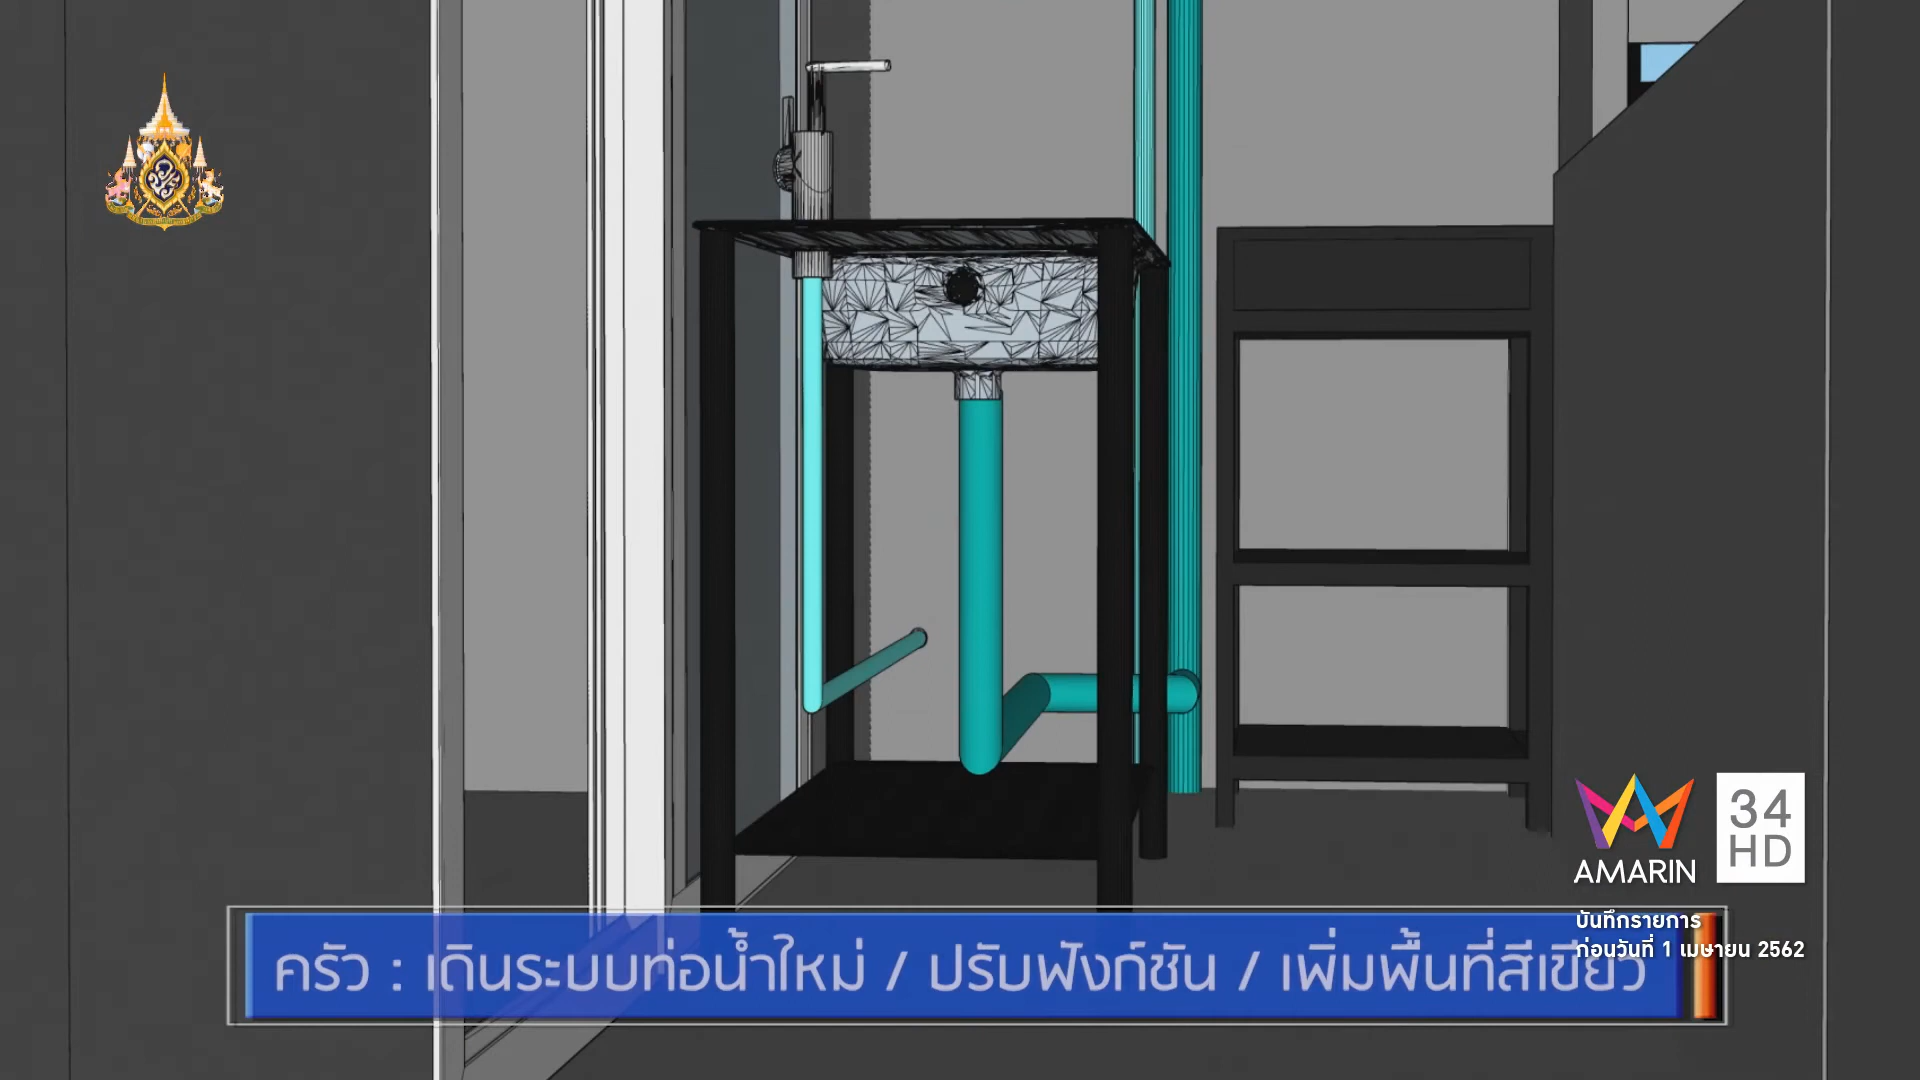 34
HD
AMARIN
บันทึกรายการ
ก่อนวันที่ 1 เมษายน 2562
ครัว : เดินระบบท่อน้ำใหม่ / ปรับฟังก์ชัน / เพิ่มพื้นที่สีเขียว